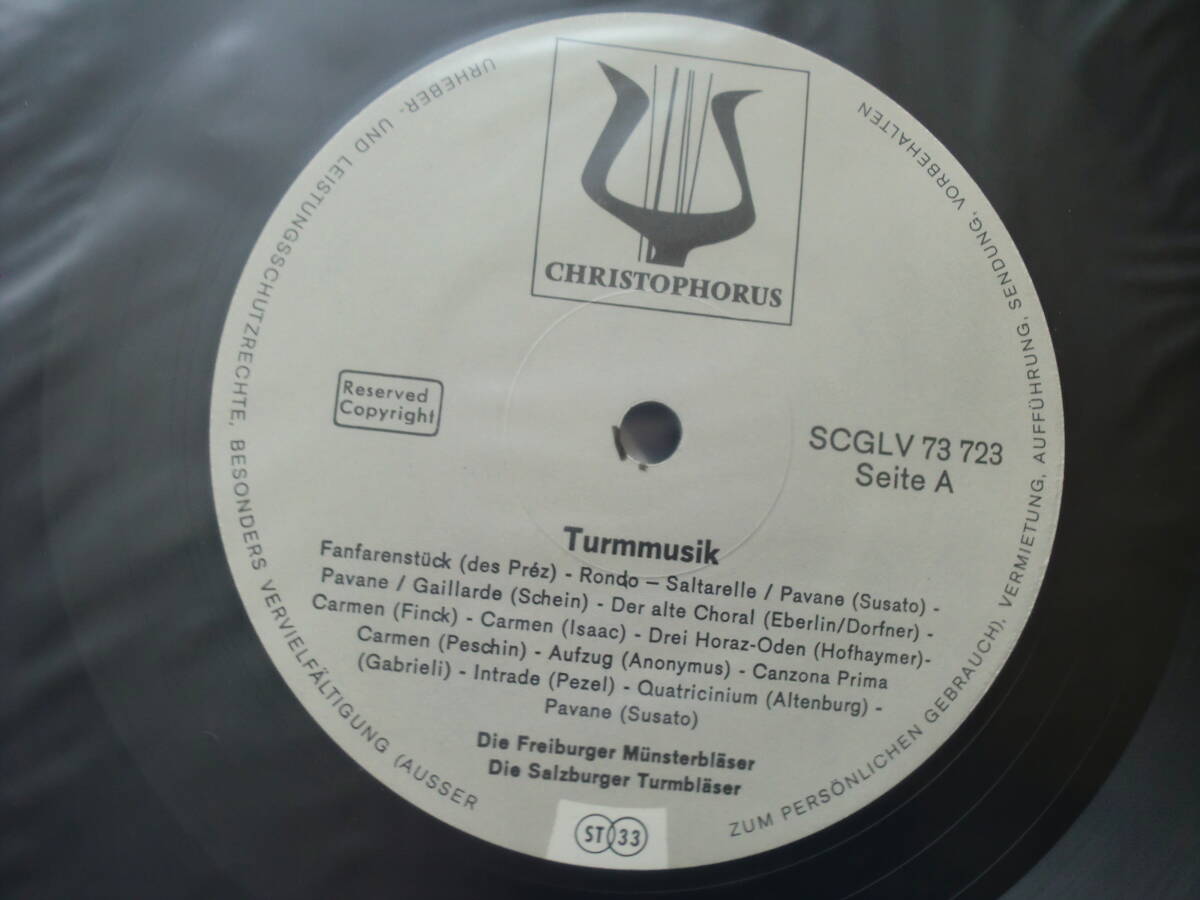 URHEBER- UND LEISTUNGSSCHUTZRECHTE, BESONDERS VERVIELFÄLTIGUNG (AUSSER ZUM PERSÖNLICHEN GEBRAUCH), VERMIETUNG, AUFFÜHRUNG, SENDUNG, VORBEHALTEN
CHRISTOPHORUS
Reserved
Copyright
SCGLV 73 723
Seite A
Turmmusik
Fanfarenstück (des Préz) - Rondo – Saltarelle / Pavane (Susato) -
Pavane / Gaillarde (Schein) - Der alte Choral (Eberlin/Dorfner) -
Carmen (Finck) - Carmen (Isaac) - Drei Horaz-Oden (Hofhaymer)-
Carmen (Peschin) - Aufzug (Anonymus) - Canzona Prima
(Gabrieli) - Intrade (Pezel) - Quatricinium (Altenburg) -
Pavane (Susato)
Die Freiburger Münsterbläser
Die Salzburger Turmbläser
ST 33